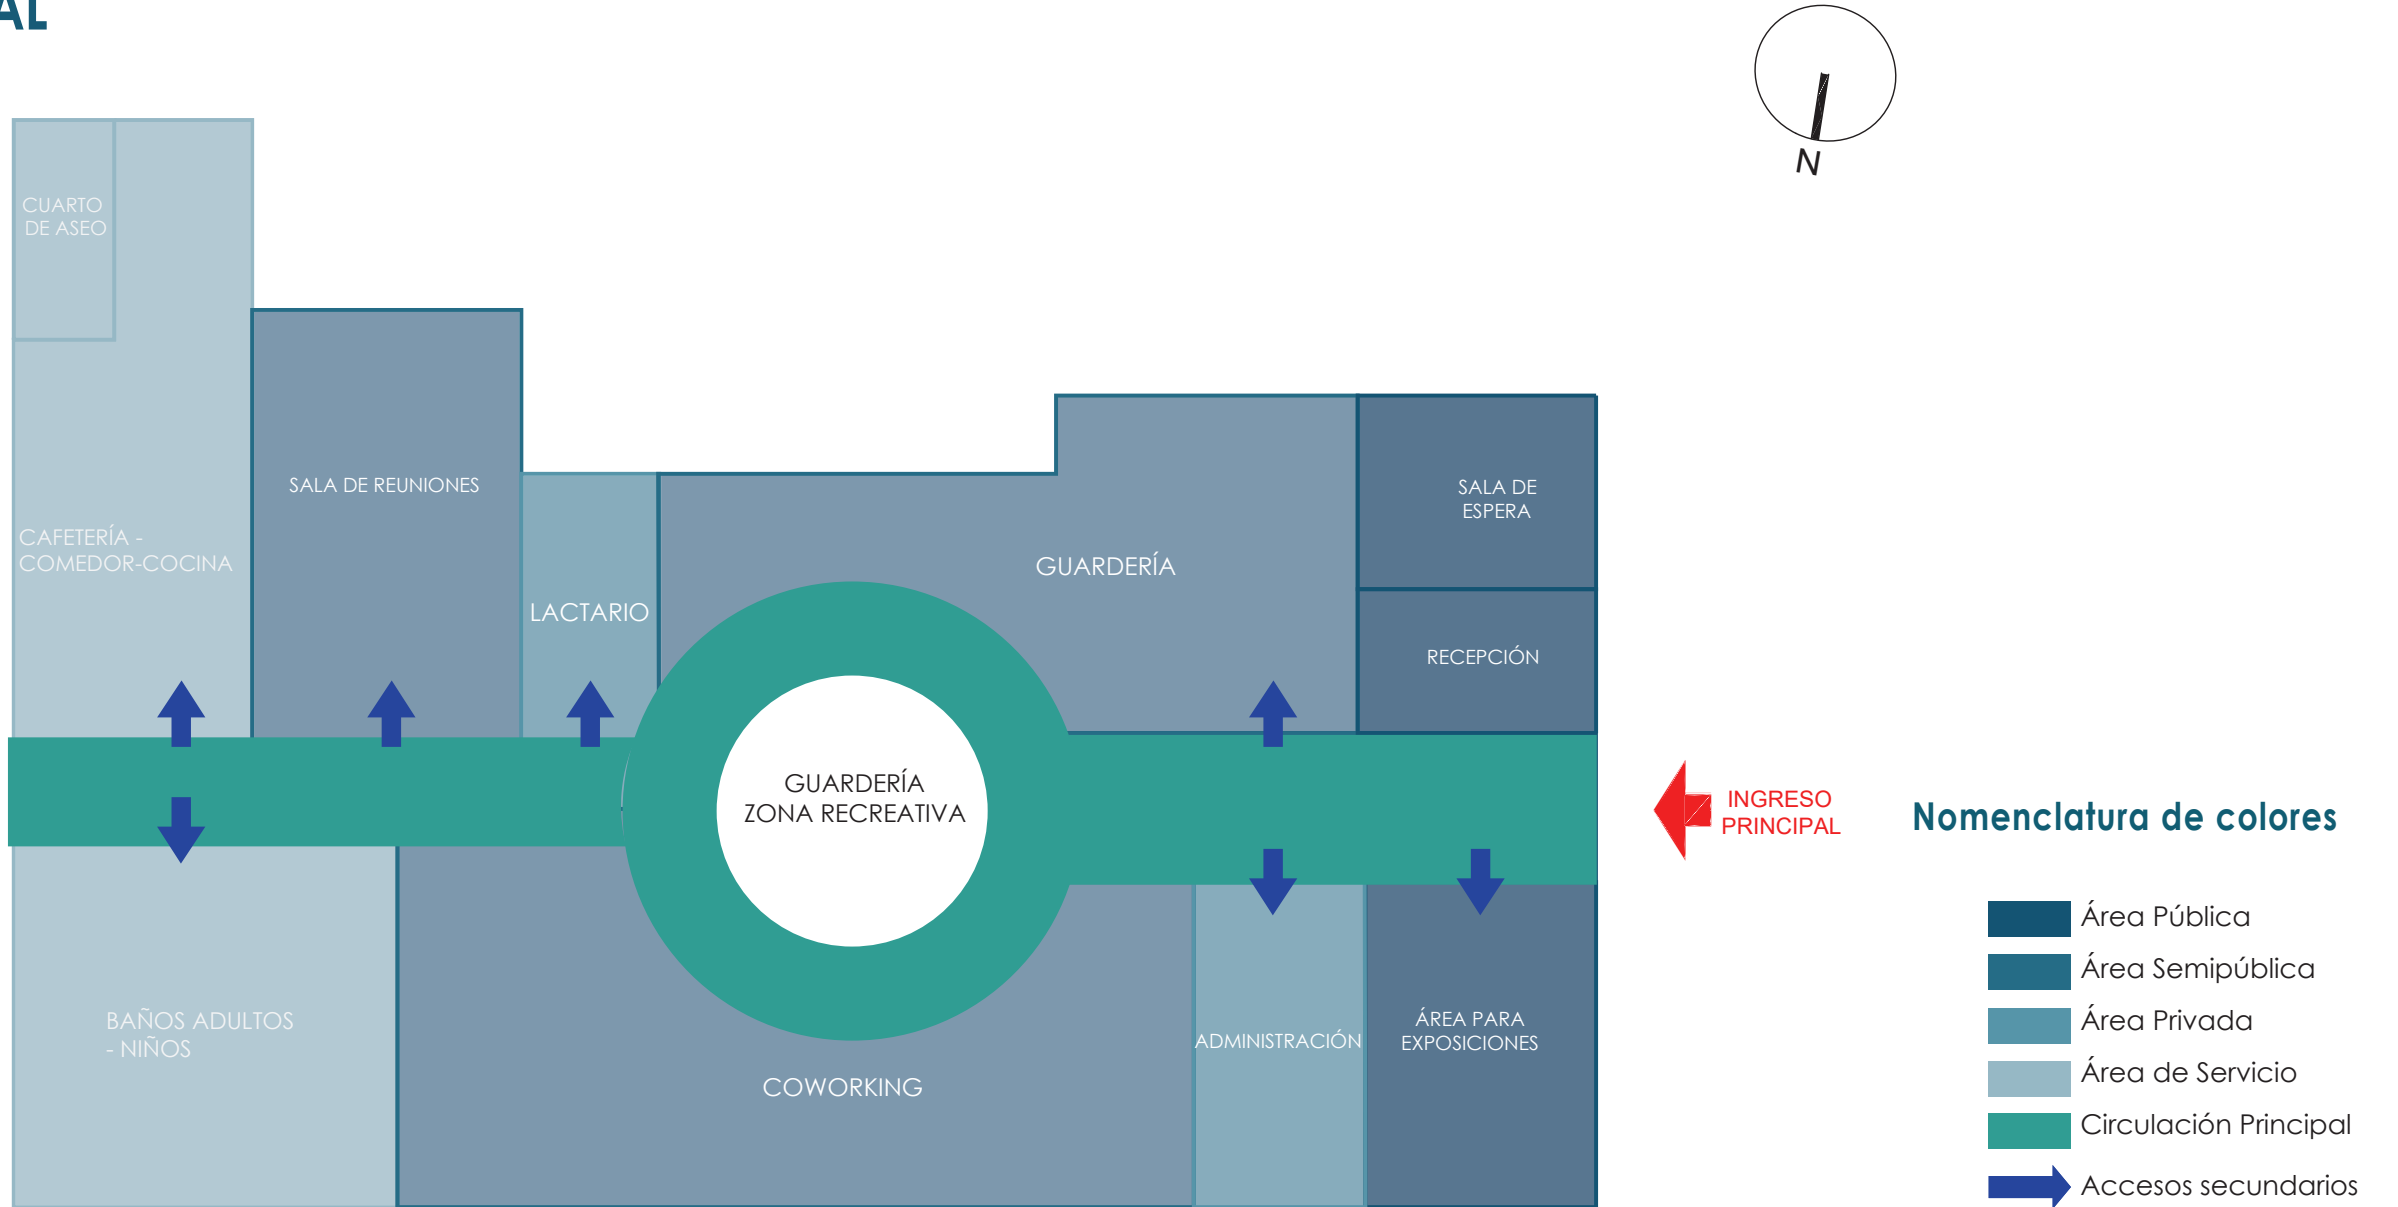 AL
N
CUARTO
DE ASEO
SALA DE REUNIONES
CAFETERÍA -
COMEDOR-COCINA
LACTARIO
GUARDERÍA
SALA DE
ESPERA
RECEPCIÓN
GUARDERÍA
ZONA RECREATIVA
INGRESO
PRINCIPAL
BAÑOS ADULTOS
- NIÑOS
COWORKING
ADMINISTRACIÓN
ÁREA PARA
EXPOSICIONES
Nomenclatura de colores
Área Pública
Área Semipública
Área Privada
Área de Servicio
Circulación Principal
Accesos secundarios